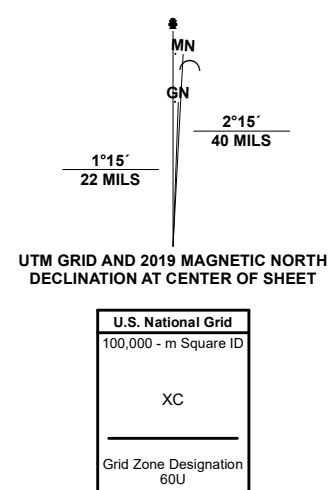 MN
GN
2°15´
40 MILS
1°15´
22 MILS
UTM GRID AND 2019 MAGNETIC NORTH
DECLINATION AT CENTER OF SHEET
U.S. National Grid
100,000 - m Square ID
XC
Grid Zone Designation
60U